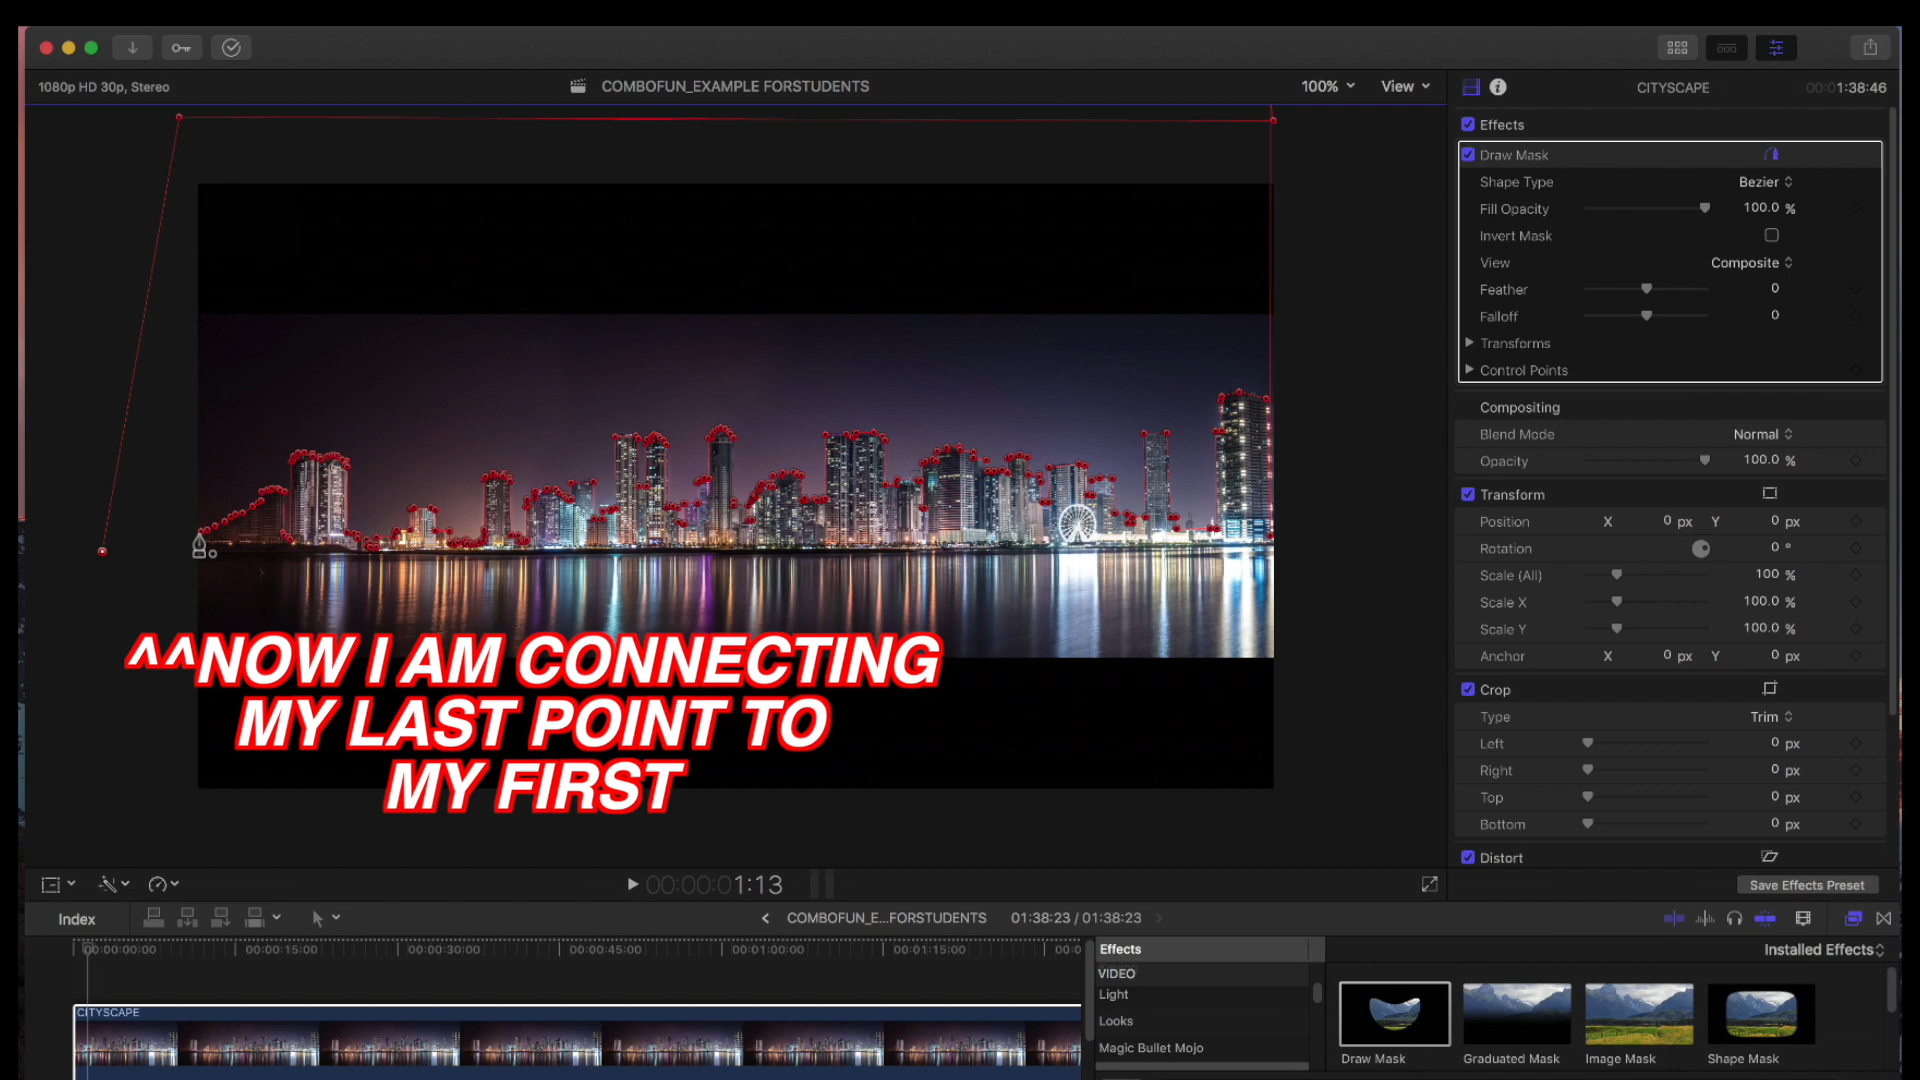 1080p HD 30p, Stereo
COMBOFUN_EXAMPLE FORSTUDENTS
100%
View
CITYSCAPE
00:00:01:38:46
Effects
Draw Mask
Shape Type
Bezier
Fill Opacity
100.0 %
Invert Mask
View
Composite
Feather
0
Falloff
0
Transforms
Control Points
Compositing
Blend Mode
Normal
Opacity
100.0 %
Transform
Position
X 0 px Y 0 px
Rotation
0 °
Scale (All)
100 %
Scale X
100.0 %
Scale Y
100.0 %
Anchor
X 0 px Y 0 px
Crop
Type
Trim
Left
0 px
Right
0 px
Top
0 px
Bottom
0 px
Distort
Save Effects Preset
^^NOW I AM CONNECTING
MY LAST POINT TO
MY FIRST
00:00:01:13
Index
COMBOFUN_E...FORSTUDENTS
01:38:23 / 01:38:23
00:00:00:00
00:00:15:00
00:00:30:00
00:00:45:00
00:01:00:00
00:01:15:00
00:0
CITYSCAPE
Effects
Installed Effects
VIDEO
Light
Looks
Magic Bullet Mojo
Draw Mask
Graduated Mask
Image Mask
Shape Mask